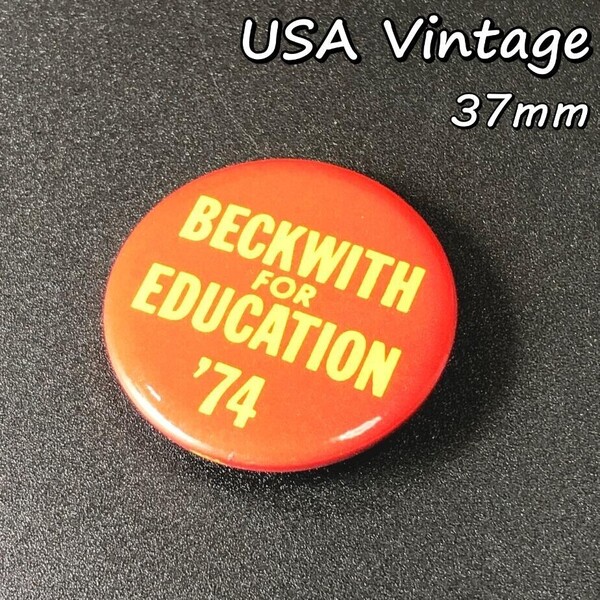 USA Vintage
37mm
BECKWITH
FOR
EDUCATION
'74